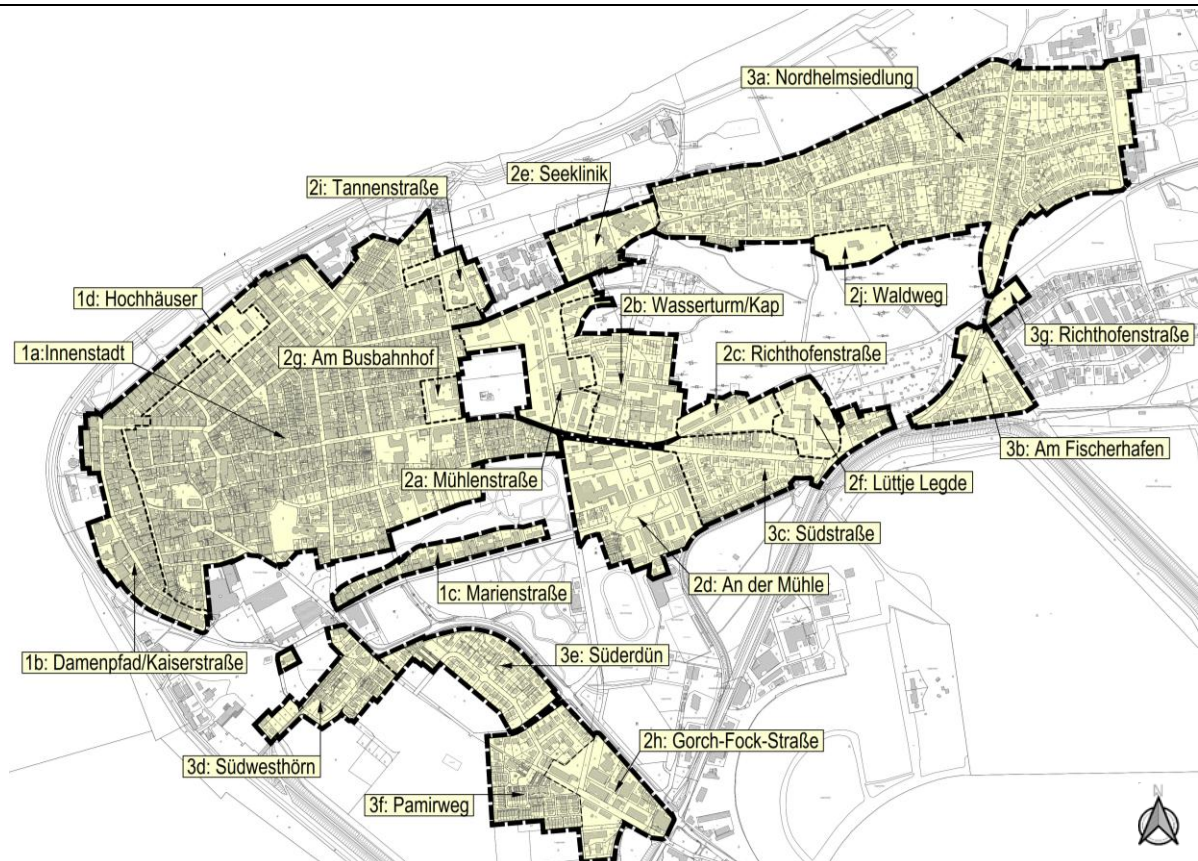 3a: Nordhelmsiedlung
2e: Seeklinik
2i: Tannenstraße
1d: Hochhäuser
2b: Wasserturm/Kap
2j: Waldweg
3g: Richthofenstraße
1a:Innenstadt
2g: Am Busbahnhof
2c: Richthofenstraße
3b: Am Fischerhafen
2a: Mühlenstraße
2f: Lüttje Legde
3c: Südstraße
2d: An der Mühle
1c: Marienstraße
1b: Damenpfad/Kaiserstraße
3e: Süderdün
2h: Gorch-Fock-Straße
3d: Südwesthörn
3f: Pamirweg
N